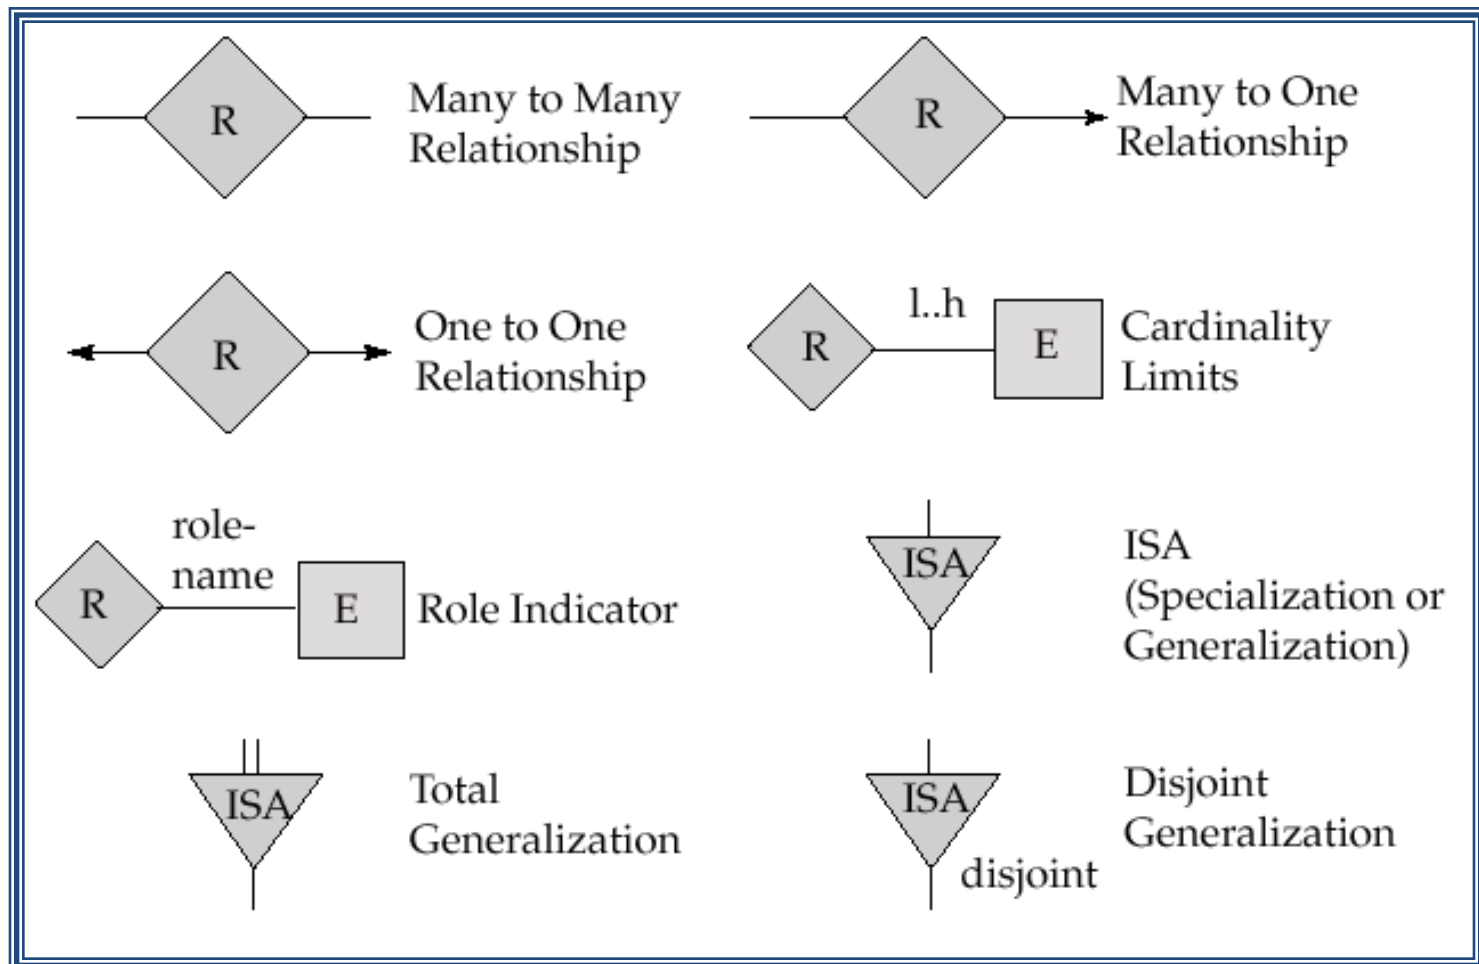 R
Many to Many
Relationship
R
Many to One
Relationship
R
One to One
Relationship
R
l..h
E
Cardinality
Limits
R
role-
name
E
Role Indicator
ISA
ISA
(Specialization or
Generalization)
ISA
Total
Generalization
ISA
disjoint
Disjoint
Generalization